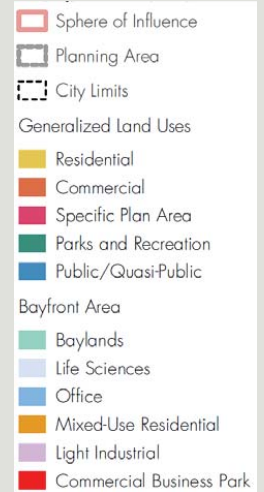 Sphere of Influence
Planning Area
City Limits
Generalized Land Uses
Residential
Commercial
Specific Plan Area
Parks and Recreation
Public/Quasi-Public
Bayfront Area
Baylands
Life Sciences
Office
Mixed-Use Residential
Light Industrial
Commercial Business Park